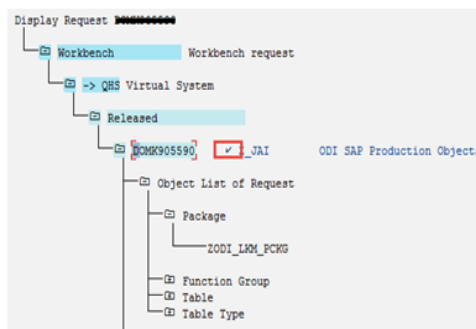 Display Request
Workbench Workbench request
-> QHS Virtual System
Released
DOMK905590 _JAI ODI SAP Production Object
Object List of Request
Package
ZODI_LKM_PCKG
Function Group
Table
Table Type